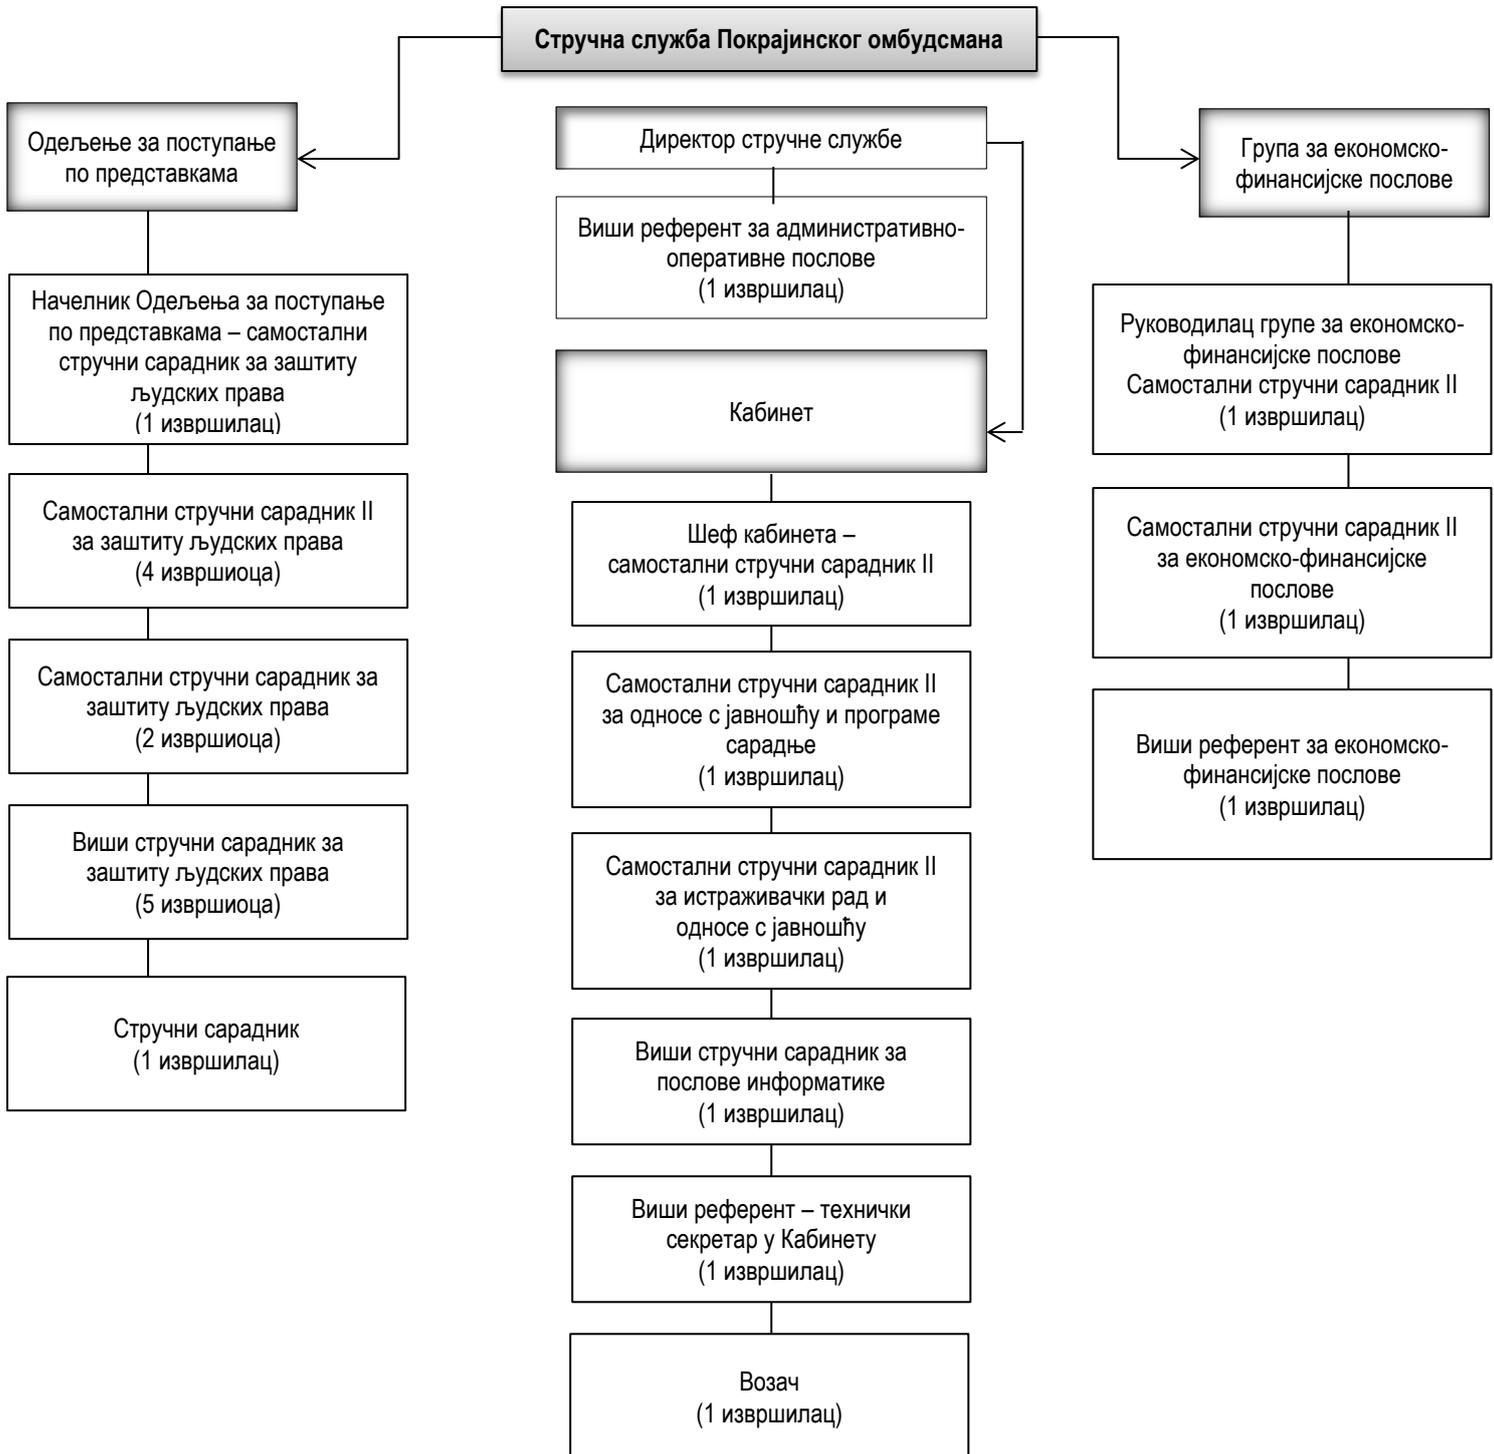 Стручна служба Покрајинског омбудсмана
Одељење за поступање
по представкама
Начелник Одељења за поступање
по представкама – самостални
стручни сарадник за заштиту
људских права
(1 извршилац)
Самостални стручни сарадник II
за заштиту људских права
(4 извршиоца)
Самостални стручни сарадник за
заштиту људских права
(2 извршиоца)
Виши стручни сарадник за
заштиту људских права
(5 извршиоца)
Стручни сарадник
(1 извршилац)
Директор стручне службе
Виши референт за административно-
оперативне послове
(1 извршилац)
Кабинет
Шеф кабинета –
самостални стручни сарадник II
(1 извршилац)
Самостални стручни сарадник II
за односе с јавношћу и програме
сарадње
(1 извршилац)
Самостални стручни сарадник II
за истраживачки рад и
односе с јавношћу
(1 извршилац)
Виши стручни сарадник за
послове информатике
(1 извршилац)
Виши референт – технички
секретар у Кабинету
(1 извршилац)
Возач
(1 извршилац)
Група за економско-
финансијске послове
Руководилац групе за економско-
финансијске послове
Самостални стручни сарадник II
(1 извршилац)
Самостални стручни сарадник II
за економско-финансијске
послове
(1 извршилац)
Виши референт за економско-
финансијске послове
(1 извршилац)